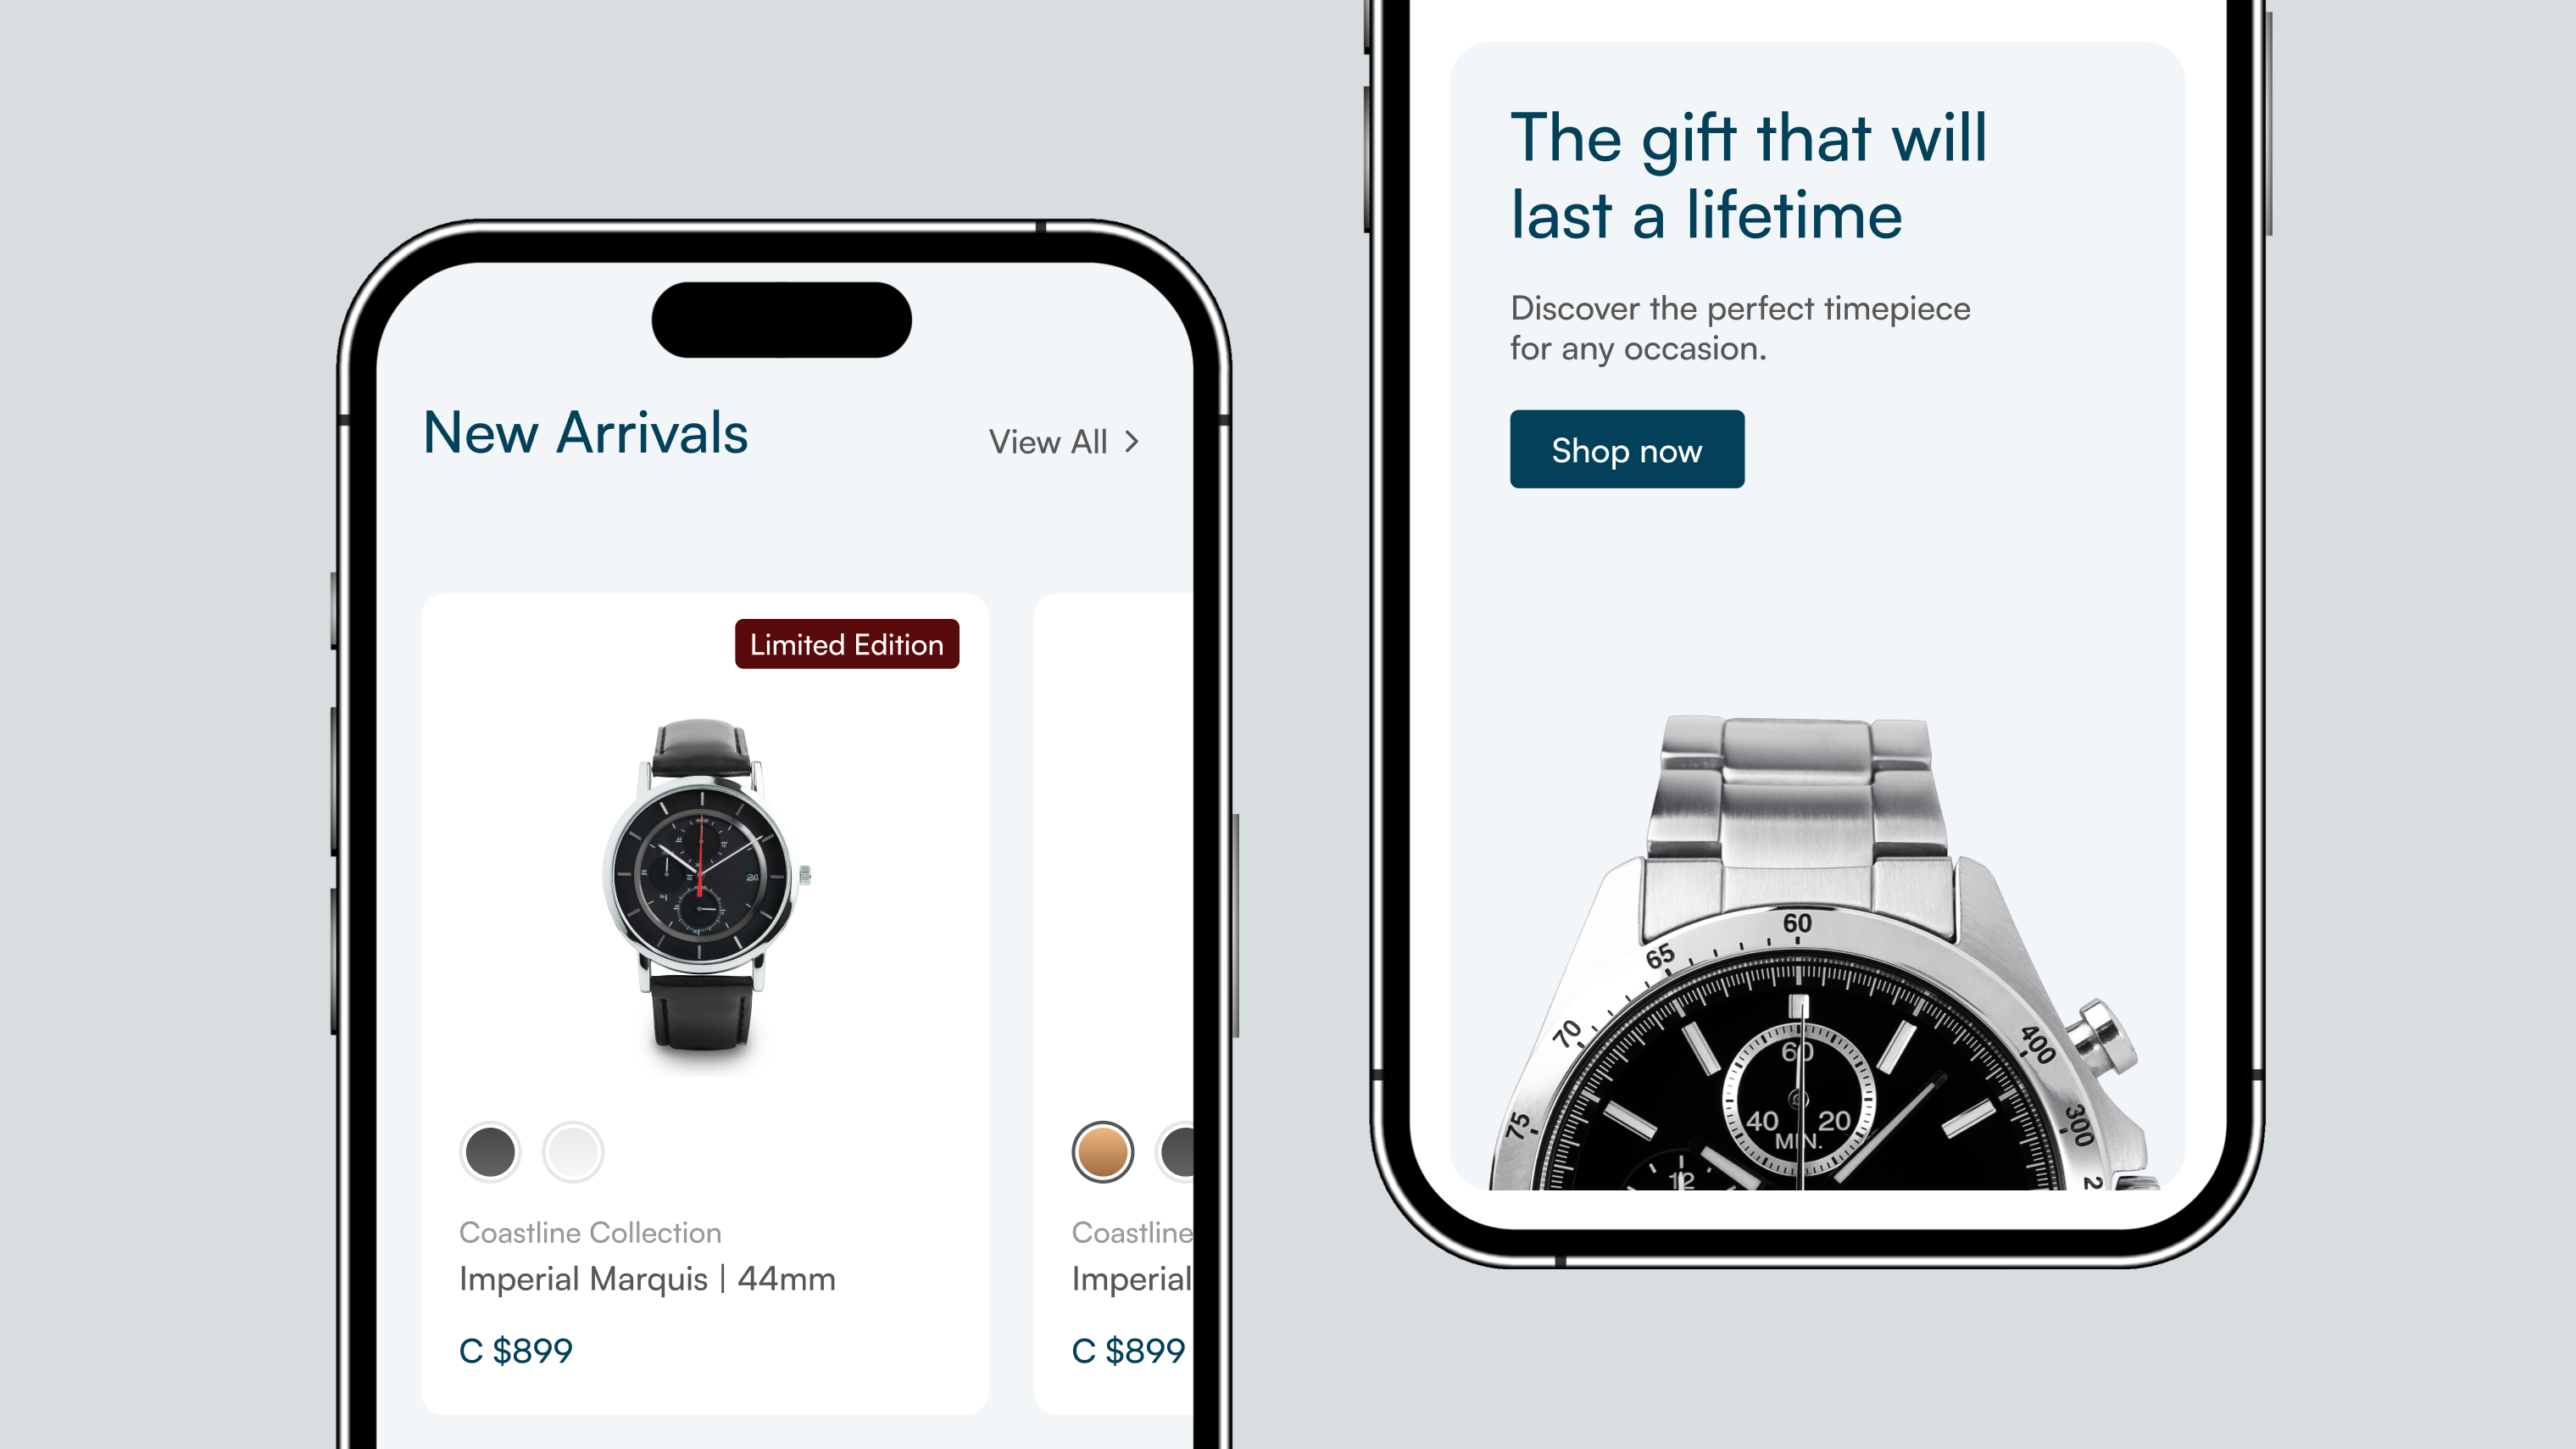 New Arrivals
View All
Limited Edition
24
Coastline Collection
Imperial Marquis | 44mm
C $899
Coastline
Imperial
C $899
The gift that will
last a lifetime
Discover the perfect timepiece
for any occasion.
Shop now
60
65
70
75
400
300
2
60
40 20
MIN.
12